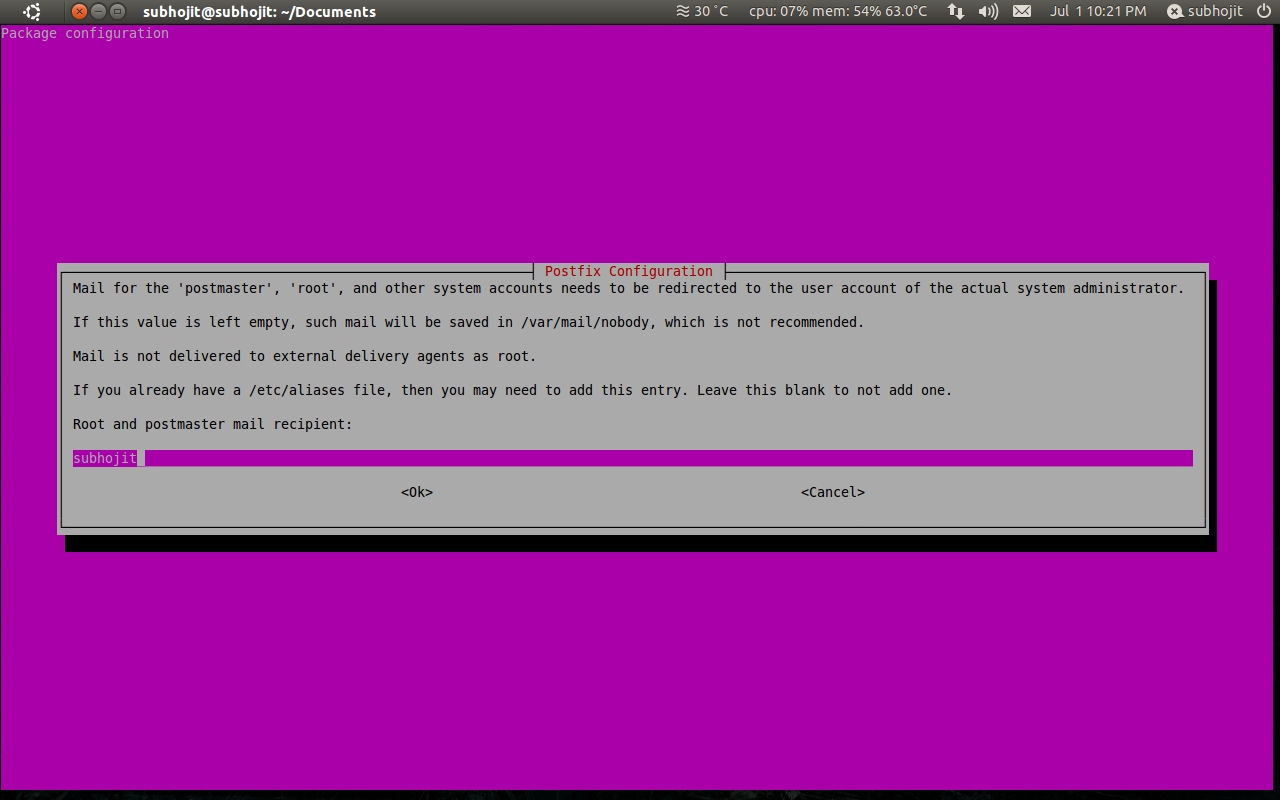 subhojit@subhojit: ~/Documents 30 °C cpu: 07% mem: 54% 63.0°C Jul 1 10:21 PM subhojit
Package configuration
Postfix Configuration
Mail for the 'postmaster', 'root', and other system accounts needs to be redirected to the user account of the actual system administrator.
If this value is left empty, such mail will be saved in /var/mail/nobody, which is not recommended.
Mail is not delivered to external delivery agents as root.
If you already have a /etc/aliases file, then you may need to add this entry. Leave this blank to not add one.
Root and postmaster mail recipient:
subhojit
<Ok> <Cancel>